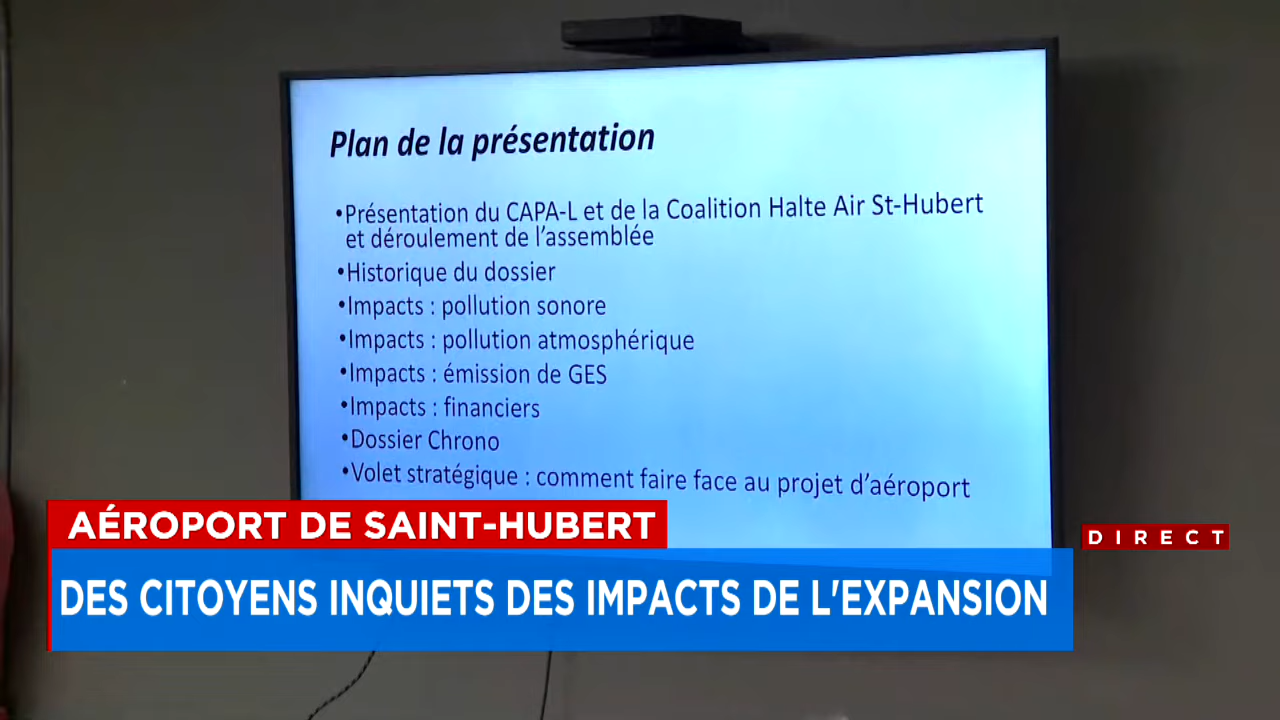 Plan de la présentation
•Présentation du CAPA-L et de la Coalition Halte Air St-Hubert
et déroulement de l'assemblée
•Historique du dossier
•Impacts : pollution sonore
•Impacts : pollution atmosphérique
•Impacts : émission de GES
•Impacts : financiers
•Dossier Chrono
•Volet stratégique : comment faire face au projet d'aéroport
AÉROPORT DE SAINT-HUBERT
DIRECT
DES CITOYENS INQUIETS DES IMPACTS DE L'EXPANSION